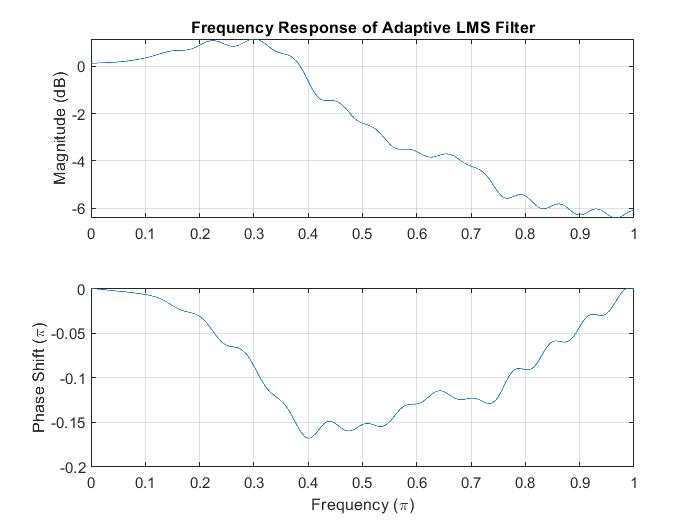 Frequency Response of Adaptive LMS Filter
Magnitude (dB)
0
-2
-4
-6
0 0.1 0.2 0.3 0.4 0.5 0.6 0.7 0.8 0.9 1
Phase Shift (π)
0
-0.05
-0.1
-0.15
-0.2
0 0.1 0.2 0.3 0.4 0.5 0.6 0.7 0.8 0.9 1
Frequency (π)